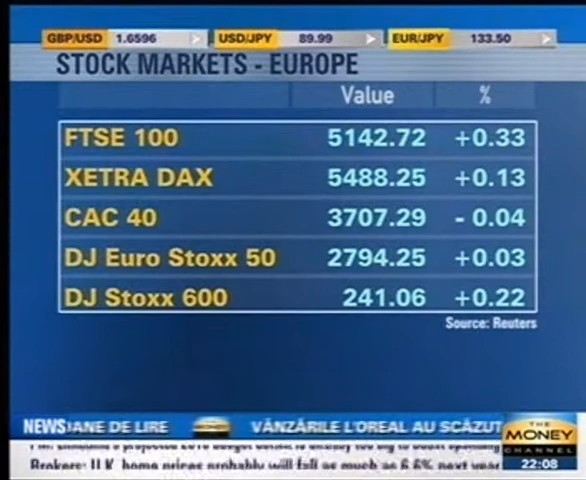 GBP/USD 1.6596 USD/JPY 89.99 EUR/JPY 133.50
STOCK MARKETS - EUROPE
Value %
FTSE 100 5142.72 +0.33
XETRA DAX 5488.25 +0.13
CAC 40 3707.29 - 0.04
DJ Euro Stoxx 50 2794.25 +0.03
DJ Stoxx 600 241.06 +0.22
Source: Reuters
NEWS IANE DE LIRE VÂNZĂRILE L'OREAL AU SCĂZUT
THE
MONEY
CHANNEL
22:08
Brokers: U.K. home prices probably will fall as much as 6.6% next year